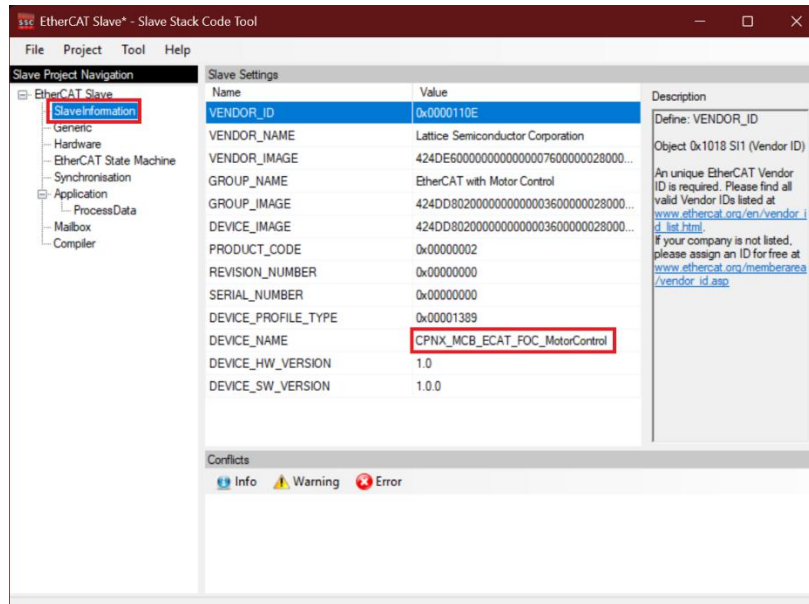 SSC EtherCAT Slave* - Slave Stack Code Tool
File Project Tool Help
Slave Project Navigation
EtherCAT Slave
SlaveInformation
Generic
Hardware
EtherCAT State Machine
Synchronisation
Application
ProcessData
Mailbox
Compiler
Slave Settings
Name Value
VENDOR_ID 0x0000110E
VENDOR_NAME Lattice Semiconductor Corporation
VENDOR_IMAGE 424DE6000000000000007600000028000...
GROUP_NAME EtherCAT with Motor Control
GROUP_IMAGE 424DD8020000000000003600000028000...
DEVICE_IMAGE 424DD8020000000000003600000028000...
PRODUCT_CODE 0x00000002
REVISION_NUMBER 0x00000000
SERIAL_NUMBER 0x00000000
DEVICE_PROFILE_TYPE 0x00001389
DEVICE_NAME CPNX_MCB_ECAT_FOC_MotorControl
DEVICE_HW_VERSION 1.0
DEVICE_SW_VERSION 1.0.0
Description
Define: VENDOR_ID
Object 0x1018 SI1 (Vendor ID)
An unique EtherCAT Vendor
ID is required. Please find all
valid Vendor IDs listed at
www.ethercat.org/en/vendor_i
d_list.html.
If your company is not listed,
please assign an ID for free at
www.ethercat.org/memberarea
/vendor_id.asp
Conflicts
Info Warning Error